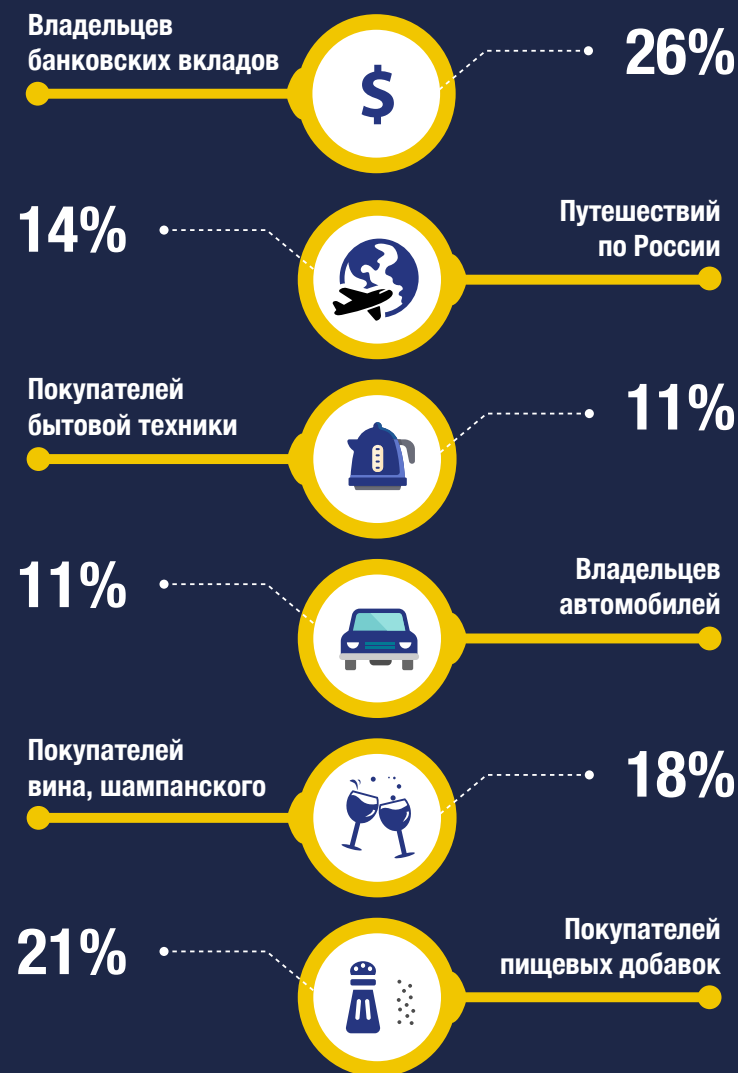 Владельцев
банковских вкладов
26%
$
14%
Путешествий
по России
Покупателей
бытовой техники
11%
11%
Владельцев
автомобилей
Покупателей
вина, шампанского
18%
21%
Покупателей
пищевых добавок